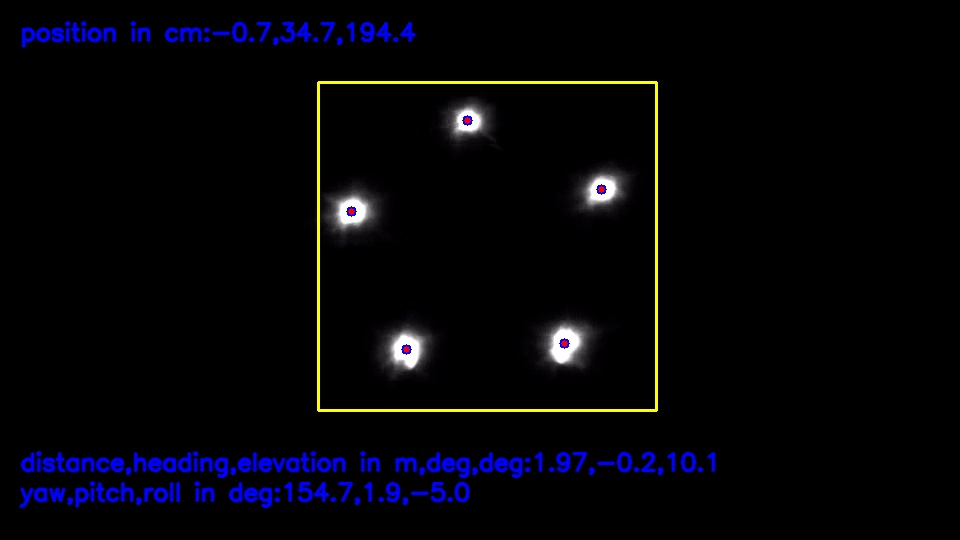 position in cm:-0.7,34.7,194.4
distance,heading,elevation in m,deg,deg:1.97,-0.2,10.1
yaw,pitch,roll in deg:154.7,1.9,-5.0